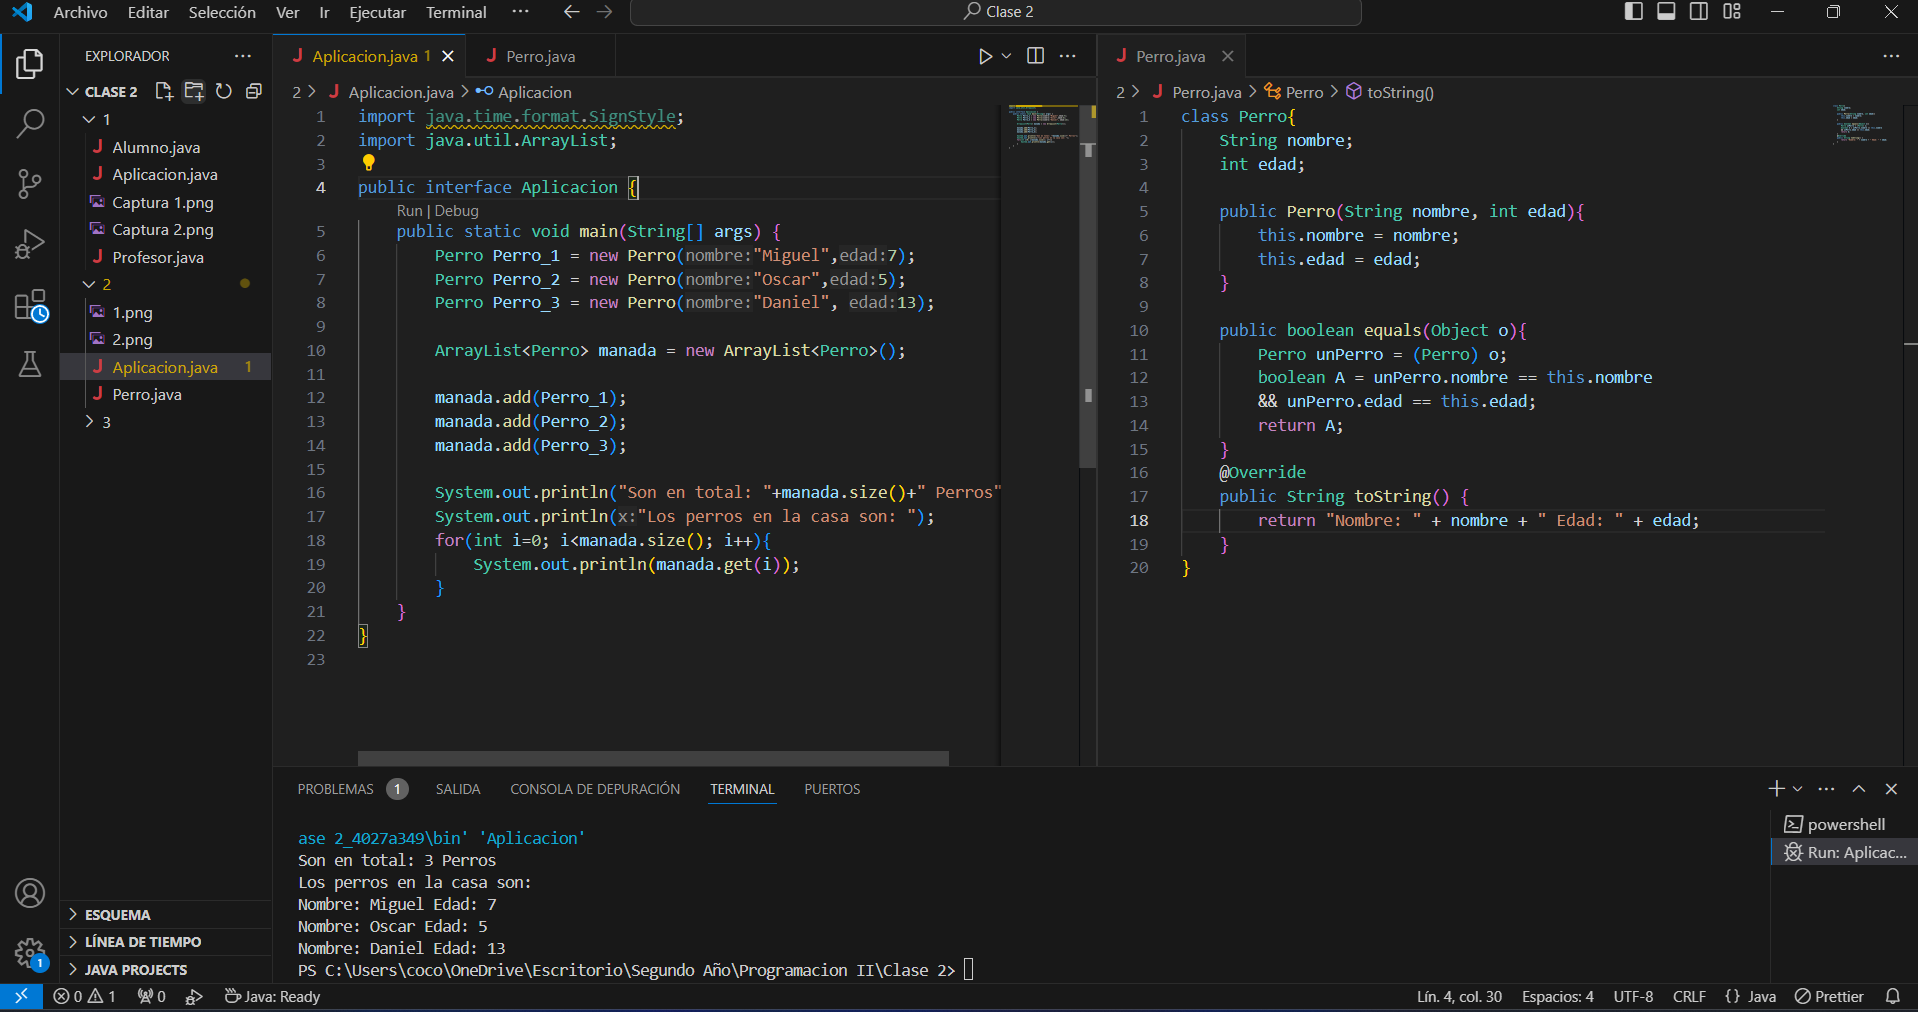 Archivo Editar Selección Ver Ir Ejecutar Terminal ··· Clase 2
EXPLORADOR ···
CLASE 2
1
Alumno.java
Aplicacion.java
Captura 1.png
Captura 2.png
Profesor.java
2
1.png
2.png
Aplicacion.java 1
Perro.java
3
ESQUEMA
LÍNEA DE TIEMPO
JAVA PROJECTS
Aplicacion.java 1 Perro.java
2 > Aplicacion.java > Aplicacion
1 import java.time.format.SignStyle;
2 import java.util.ArrayList;
3
4 public interface Aplicacion {
Run | Debug
5 public static void main(String[] args) {
6 Perro Perro_1 = new Perro(nombre:"Miguel",edad:7);
7 Perro Perro_2 = new Perro(nombre:"Oscar",edad:5);
8 Perro Perro_3 = new Perro(nombre:"Daniel", edad:13);
9
10 ArrayList<Perro> manada = new ArrayList<Perro>();
11
12 manada.add(Perro_1);
13 manada.add(Perro_2);
14 manada.add(Perro_3);
15
16 System.out.println("Son en total: "+manada.size()+" Perros"
17 System.out.println(x:"Los perros en la casa son: ");
18 for(int i=0; i<manada.size(); i++){
19 System.out.println(manada.get(i));
20 }
21 }
22 }
23
Perro.java
2 > Perro.java > Perro > toString()
1 class Perro{
2 String nombre;
3 int edad;
4
5 public Perro(String nombre, int edad){
6 this.nombre = nombre;
7 this.edad = edad;
8 }
9
10 public boolean equals(Object o){
11 Perro unPerro = (Perro) o;
12 boolean A = unPerro.nombre == this.nombre
13 && unPerro.edad == this.edad;
14 return A;
15 }
16 @Override
17 public String toString() {
18 return "Nombre: " + nombre + " Edad: " + edad;
19 }
20 }
PROBLEMAS 1 SALIDA CONSOLA DE DEPURACIÓN TERMINAL PUERTOS
ase 2_4027a349\bin' 'Aplicacion'
Son en total: 3 Perros
Los perros en la casa son:
Nombre: Miguel Edad: 7
Nombre: Oscar Edad: 5
Nombre: Daniel Edad: 13
PS C:\Users\coco\OneDrive\Escritorio\Segundo Año\Programacion II\Clase 2>
powershell
Run: Aplicac...
1
0 1 0 Java: Ready Lín. 4, col. 30 Espacios: 4 UTF-8 CRLF {} Java Prettier